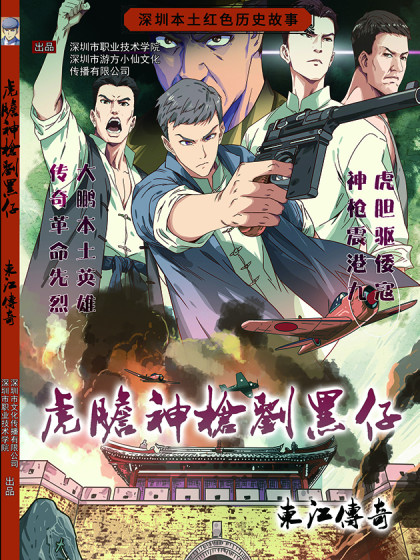 深圳本土红色历史故事
出品
深圳市职业技术学院
深圳市游方小仙文化
传播有限公司
大鹏本土英雄
传奇革命先烈
虎胆驱倭寇
神枪震港九
虎膽神槍劉黑仔
東江傳奇
虎膽神槍劉黑仔
東江傳奇
深圳市文化传播有限公司
深圳市职业技术学院
出品